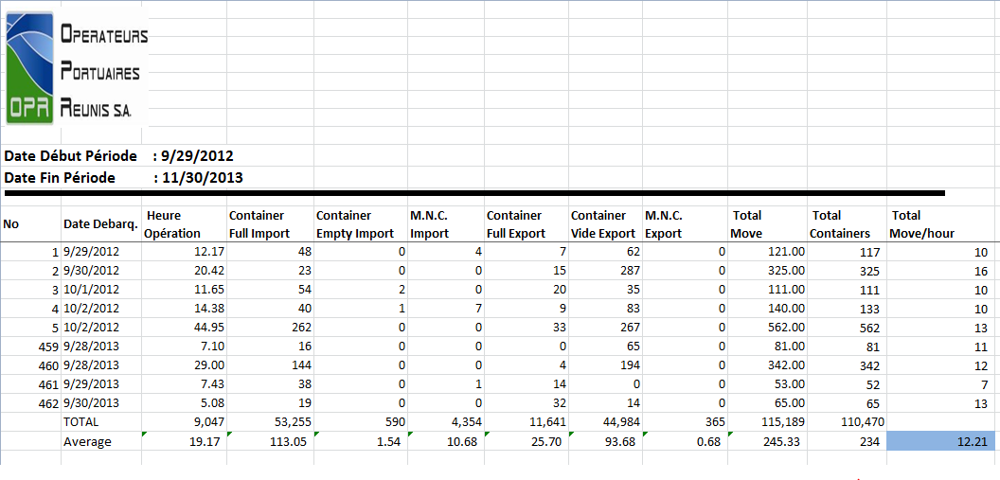 OPERATEURS
PORTUAIRES
OPR REUNIS S.A.
Date Début Période : 9/29/2012
Date Fin Période : 11/30/2013
No Date Debarq. Heure Opération Container Full Import Container Empty Import M.N.C. Import Container Full Export Container Vide Export M.N.C. Export Total Move Total Containers Total Move/hour
1 9/29/2012 12.17 48 0 4 7 62 0 121.00 117 10
2 9/30/2012 20.42 23 0 0 15 287 0 325.00 325 16
3 10/1/2012 11.65 54 2 0 20 35 0 111.00 111 10
4 10/2/2012 14.38 40 1 7 9 83 0 140.00 133 10
5 10/2/2012 44.95 262 0 0 33 267 0 562.00 562 13
459 9/28/2013 7.10 16 0 0 0 65 0 81.00 81 11
460 9/28/2013 29.00 144 0 0 4 194 0 342.00 342 12
461 9/29/2013 7.43 38 0 1 14 0 0 53.00 52 7
462 9/30/2013 5.08 19 0 0 32 14 0 65.00 65 13
TOTAL 9,047 53,255 590 4,354 11,641 44,984 365 115,189 110,470
Average 19.17 113.05 1.54 10.68 25.70 93.68 0.68 245.33 234 12.21